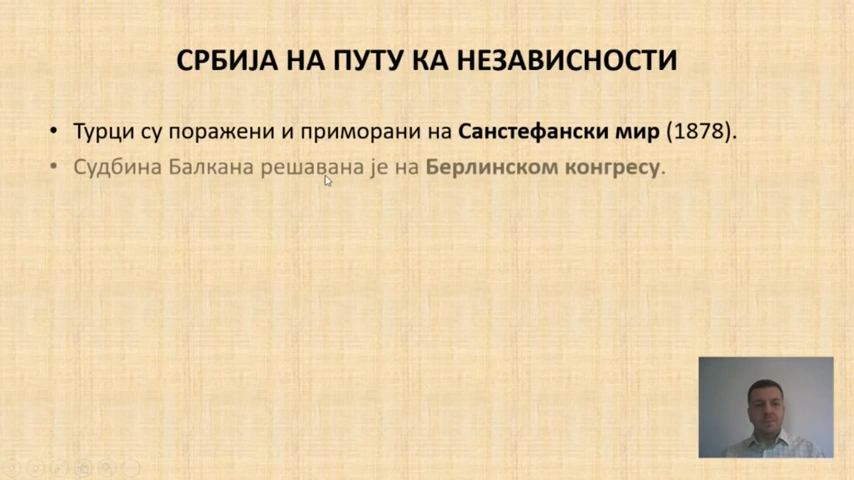 СРБИЈА НА ПУТУ КА НЕЗАВИСНОСТИ
• Турци су поражени и приморани на Санстефански мир (1878).
• Судбина Балкана решавана је на Берлинском конгресу.